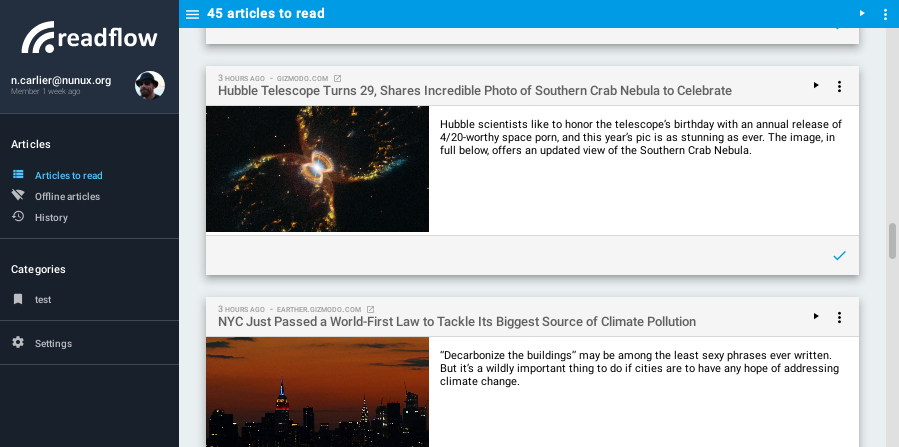 readflow
n.carlier@nunux.org
Member 1 week ago
Articles
Articles to read
Offline articles
History
Categories
test
Settings
45 articles to read
3 HOURS AGO - GIZMODO.COM
Hubble Telescope Turns 29, Shares Incredible Photo of Southern Crab Nebula to Celebrate
Hubble scientists like to honor the telescope's birthday with an annual release of
4/20-worthy space porn, and this year's pic is as stunning as ever. The image, in
full below, offers an updated view of the Southern Crab Nebula.
3 HOURS AGO - EARTHER.GIZMODO.COM
NYC Just Passed a World-First Law to Tackle Its Biggest Source of Climate Pollution
“Decarbonize the buildings” may be among the least sexy phrases ever written.
But it's a wildly important thing to do if cities are to have any hope of addressing
climate change.